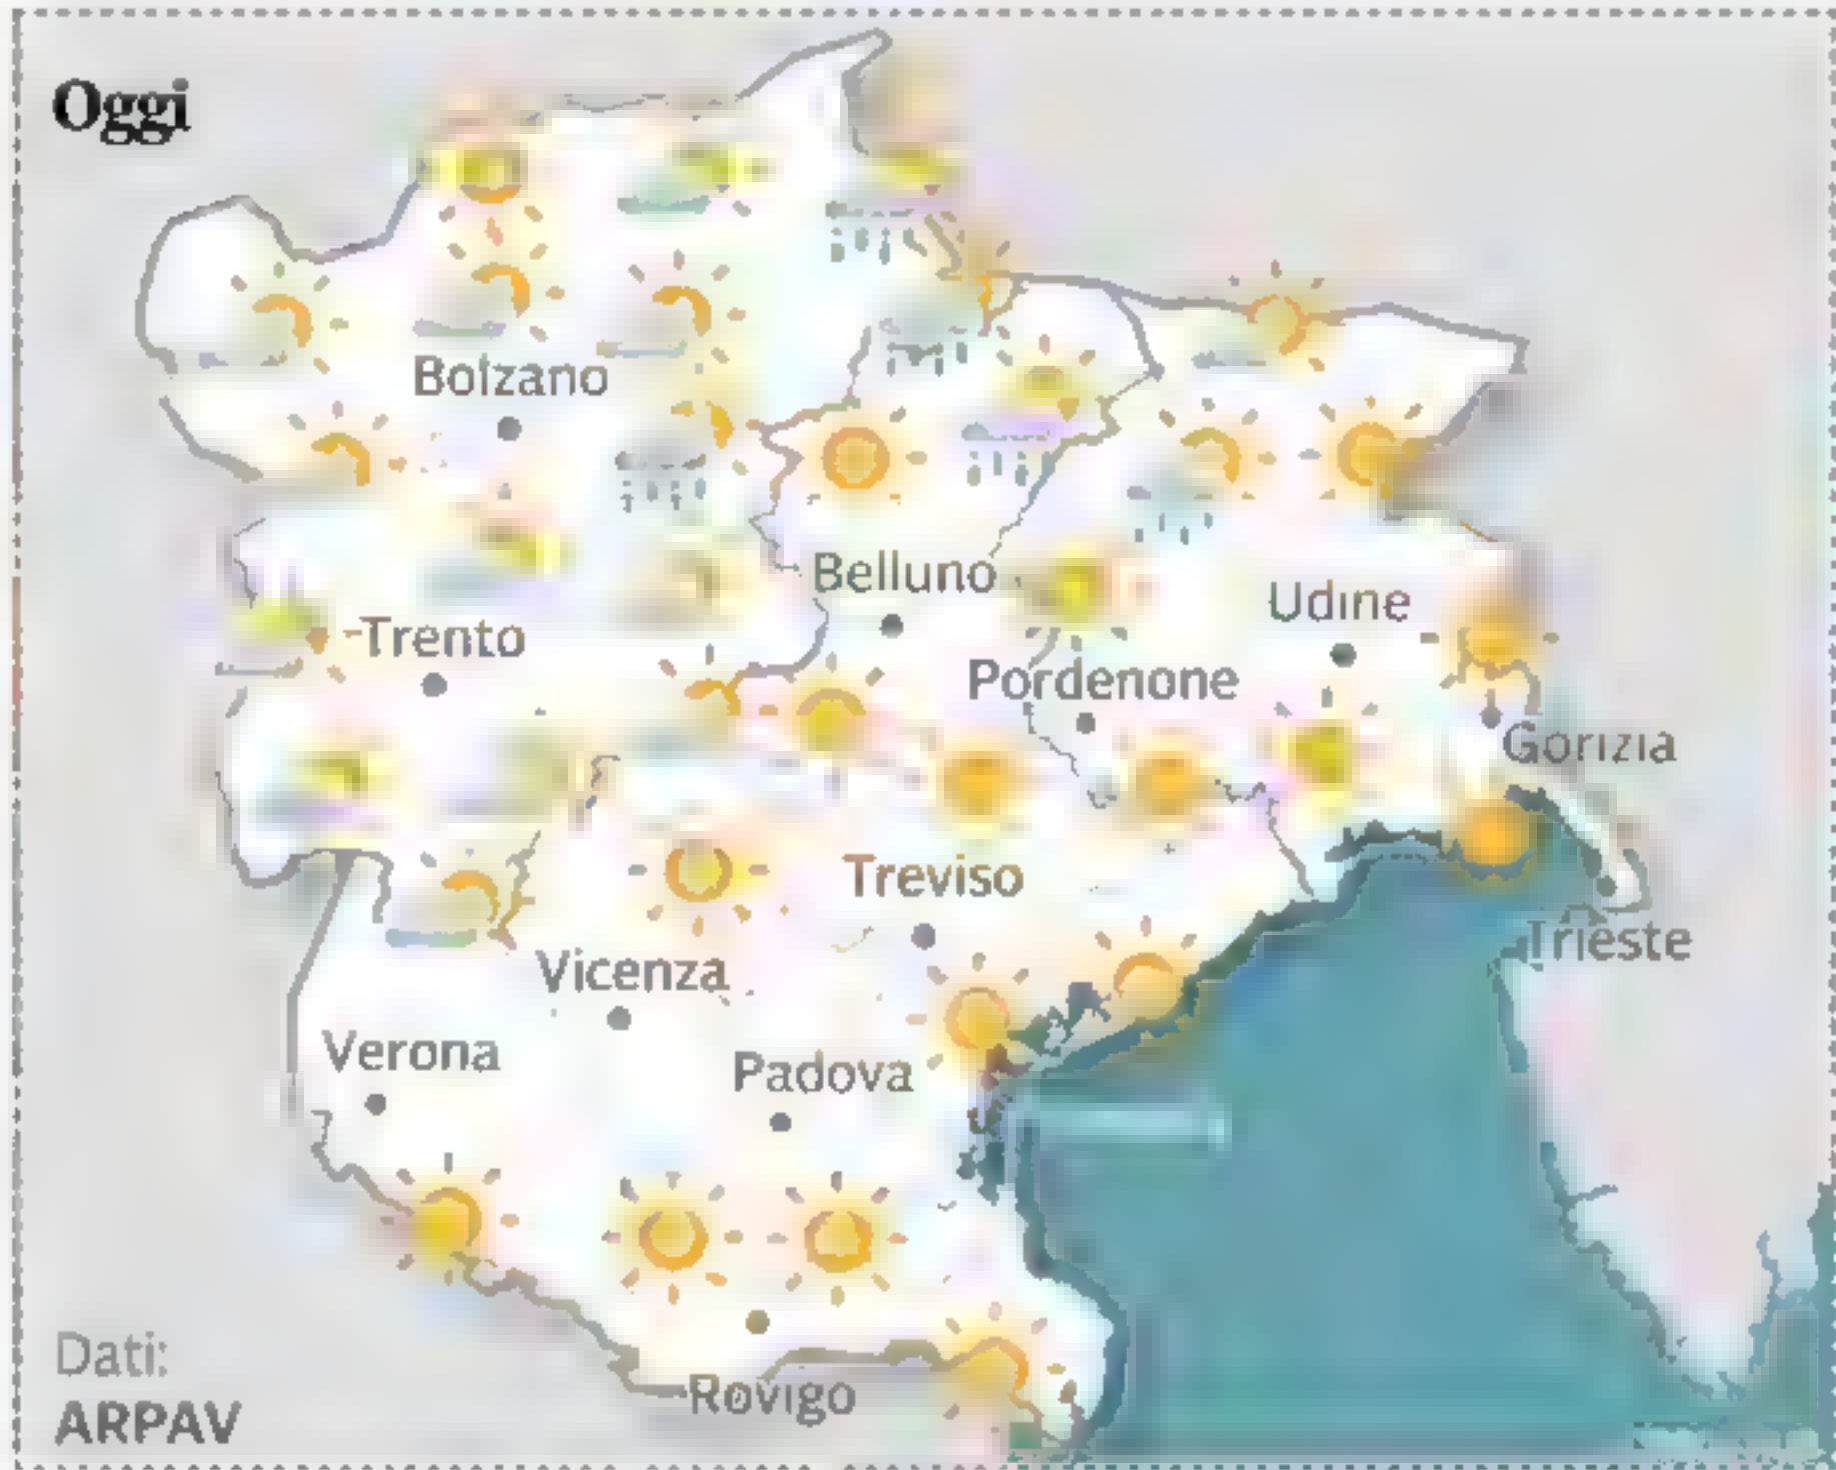 Oggi
Bolzano
Belluno
Udine
Trento
Pordenone
Gorizia
Treviso
Trieste
Vicenza
Verona
Padova
Rovigo
Dati:
ARPAV